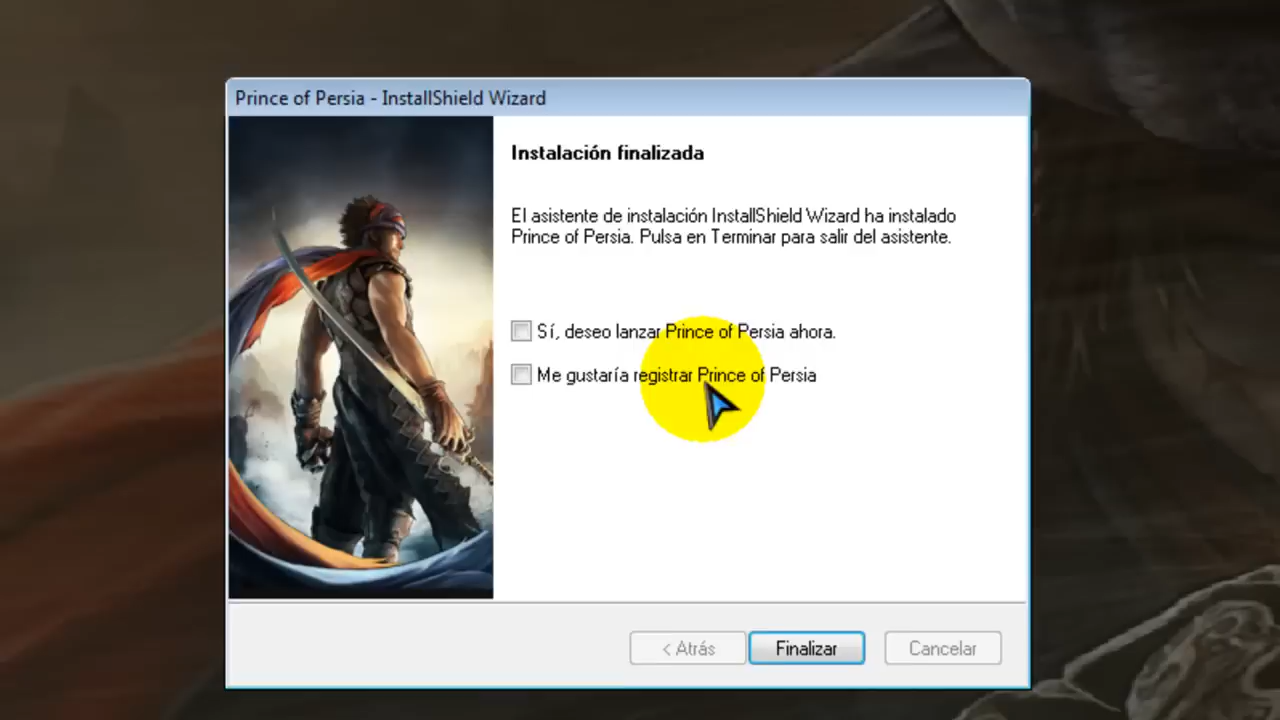 Prince of Persia - InstallShield Wizard
Instalación finalizada
El asistente de instalación InstallShield Wizard ha instalado
Prince of Persia. Pulsa en Terminar para salir del asistente.
Sí, deseo lanzar Prince of Persia ahora.
Me gustaría registrar Prince of Persia
< Atrás
Finalizar
Cancelar